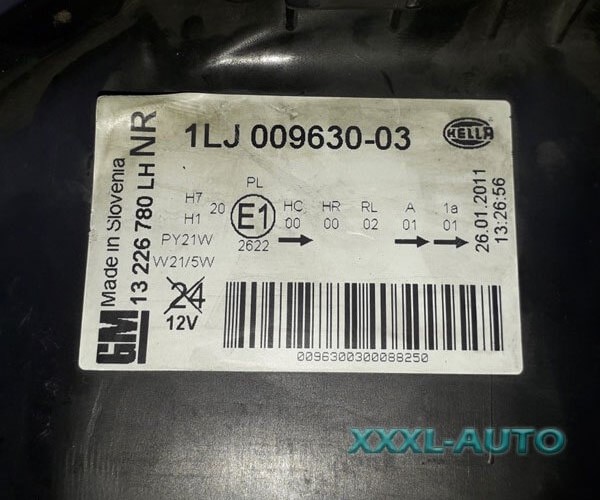 1LJ 009630-03
HELLA
GM Made in Slovenia
13 226 780 LH NR
H7
H1
20
PY21W
W21/5W
PL
E1
2622
HC
00
HR
00
RL
02
A
01
1a
01
26.01.2011
13:26:56
24
12V
0096300300088250
XXXL-AUTO